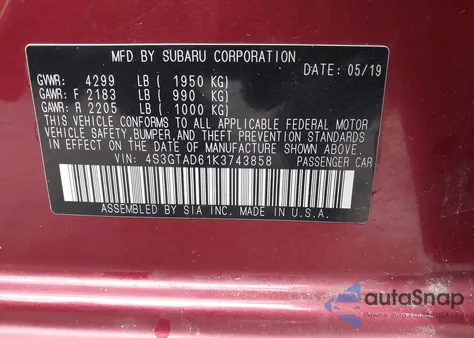 MFD BY SUBARU CORPORATION
DATE: 05/19
GVWR: 4299 LB ( 1950 KG)
GAWR: F 2183 LB ( 990 KG)
GAWR: R 2205 LB ( 1000 KG)
THIS VEHICLE CONFORMS TO ALL APPLICABLE FEDERAL MOTOR
VEHICLE SAFETY, BUMPER, AND THEFT PREVENTION STANDARDS
IN EFFECT ON THE DATE OF MANUFACTURE SHOWN ABOVE.
VIN: 4S3GTAD61K3743858 PASSENGER CAR
ASSEMBLED BY SIA INC. MADE IN U.S.A.
autoSnap